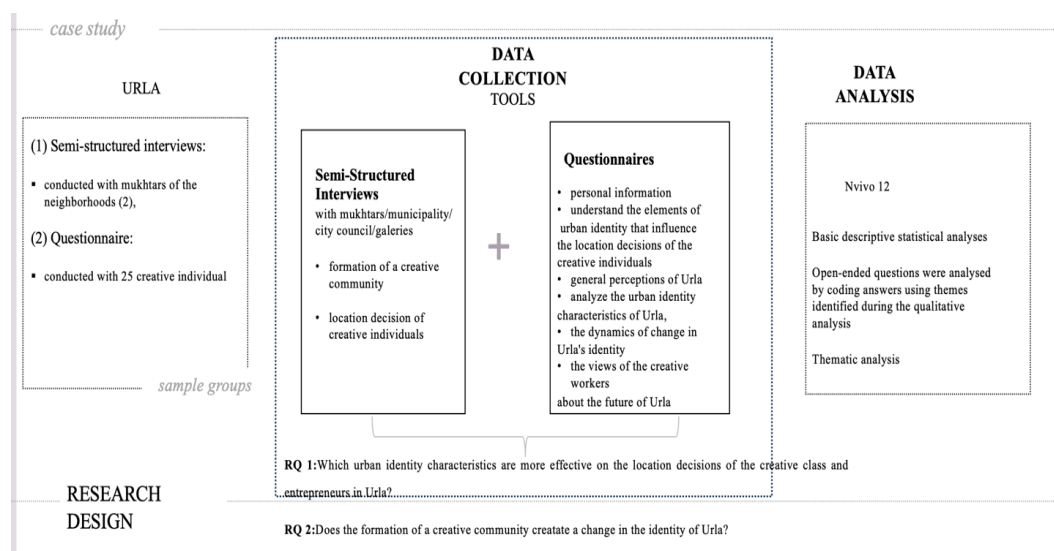 case study
URLA
(1) Semi-structured interviews:
▪ conducted with mukhtars of the
neighborhoods (2),
(2) Questionnaire:
▪ conducted with 25 creative individual
sample groups
DATA
COLLECTION
TOOLS
Semi-Structured
Interviews
with mukhtars/municipality/
city council/galeries
• formation of a creative
community
• location decision of
creative individuals
+
Questionnaires
• personal information
• understand the elements of
urban identity that influence
the location decisions of the
creative individuals
• general perceptions of Urla
• analyze the urban identity
characteristics of Urla,
• the dynamics of change in
Urla's identity
• the views of the creative
workers
about the future of Urla
DATA
ANALYSIS
Nvivo 12
Basic descriptive statistical analyses
Open-ended questions were analysed
by coding answers using themes
identified during the qualitative
analysis
Thematic analysis
RQ 1:Which urban identity characteristics are more effective on the location decisions of the creative class and
entrepreneurs in Urla?
RQ 2:Does the formation of a creative community creatate a change in the identity of Urla?
RESEARCH
DESIGN